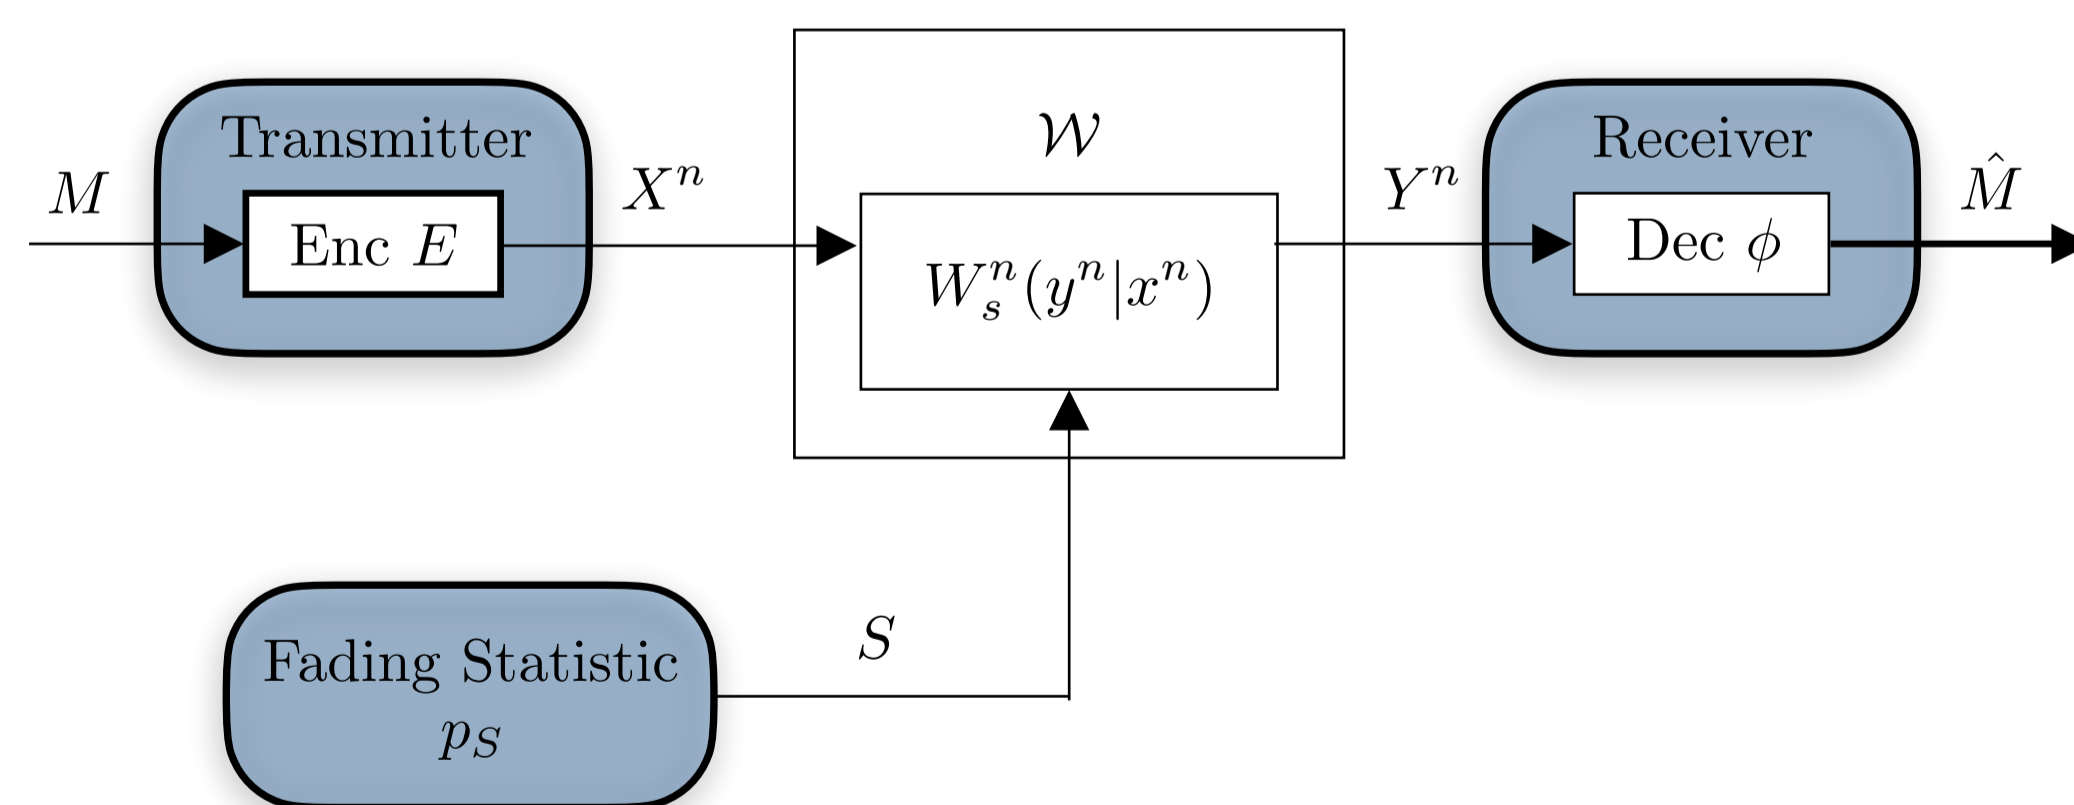 Transmitter
M
Enc E
X^n
𝒲
W_s^n(y^n|x^n)
Y^n
Receiver
Dec ϕ
M̂
S
Fading Statistic
p_S